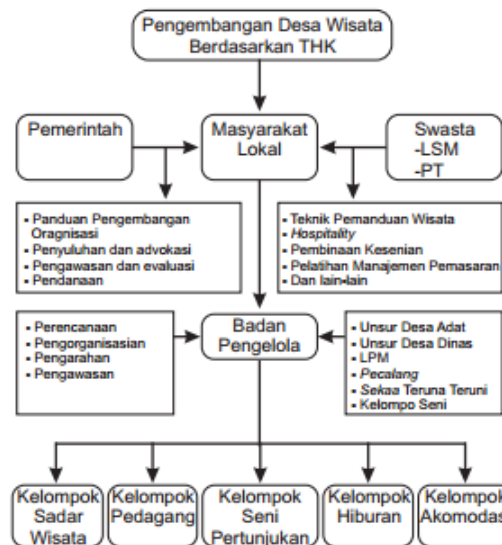 Pengembangan Desa Wisata
Berdasarkan THK
Pemerintah
Masyarakat
Lokal
Swasta
-LSM
-PT
▪ Panduan Pengembangan
Oragnisasi
▪ Penyuluhan dan advokasi
▪ Pengawasan dan evaluasi
▪ Pendanaan
▪ Teknik Pemanduan Wisata
▪ Hospitality
▪ Pembinaan Kesenian
▪ Pelatihan Manajemen Pemasaran
▪ Dan lain-lain
▪ Perencanaan
▪ Pengorganisasian
▪ Pengarahan
▪ Pengawasan
Badan
Pengelola
▪ Unsur Desa Adat
▪ Unsur Desa Dinas
▪ LPM
▪ Pecalang
▪ Sekaa Teruna Teruni
▪ Kelompo Seni
Kelompok
Sadar
Wisata
Kelompok
Pedagang
Kelompok
Seni
Pertunjukan
Kelompok
Hiburan
Kelompok
Akomodas